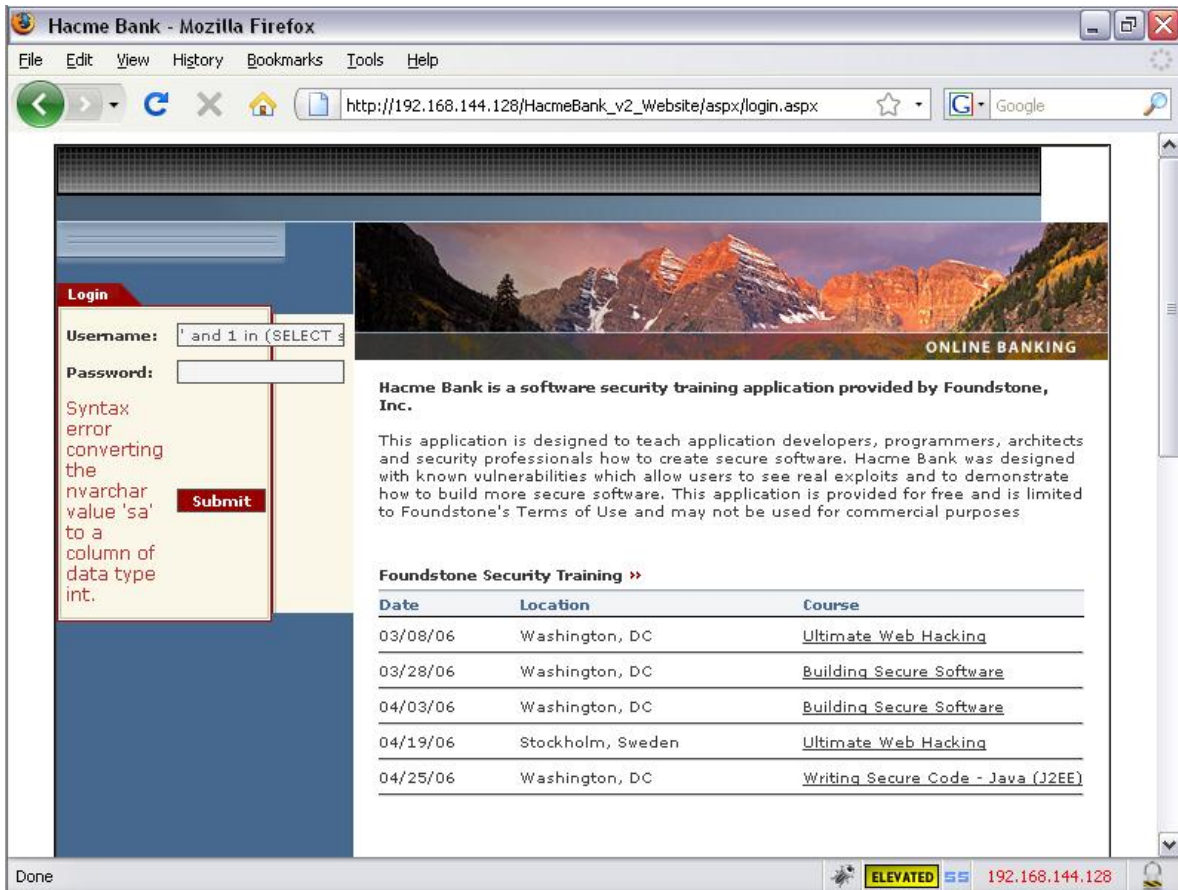 Hacme Bank - Mozilla Firefox
File Edit View History Bookmarks Tools Help
http://192.168.144.128/HacmeBank_v2_Website/aspx/login.aspx
G Google
Login
Username: ' and 1 in (SELECT s
Password:
Syntax
error
converting
the
nvarchar
value 'sa'
to a
column of
data type
int.
Submit
ONLINE BANKING
Hacme Bank is a software security training application provided by Foundstone,
Inc.
This application is designed to teach application developers, programmers, architects
and security professionals how to create secure software. Hacme Bank was designed
with known vulnerabilities which allow users to see real exploits and to demonstrate
how to build more secure software. This application is provided for free and is limited
to Foundstone's Terms of Use and may not be used for commercial purposes
Foundstone Security Training »
Date Location Course
03/08/06 Washington, DC Ultimate Web Hacking
03/28/06 Washington, DC Building Secure Software
04/03/06 Washington, DC Building Secure Software
04/19/06 Stockholm, Sweden Ultimate Web Hacking
04/25/06 Washington, DC Writing Secure Code - Java (J2EE)
Done ELEVATED 192.168.144.128